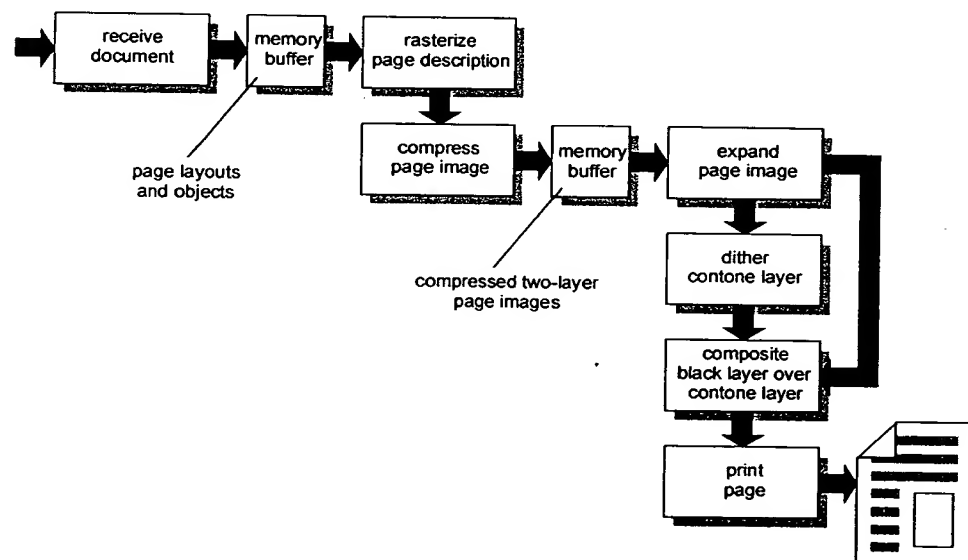 receive
document
memory
buffer
rasterize
page description
page layouts
and objects
compress
page image
memory
buffer
expand
page image
compressed two-layer
page images
dither
contone layer
composite
black layer over
contone layer
print
page